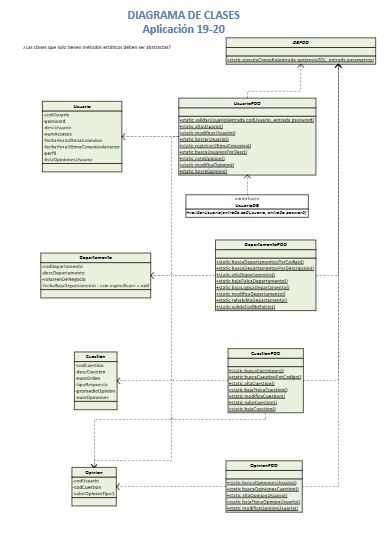 DIAGRAMA DE CLASES
Aplicación 19-20
¿Las clases que solo tienen métodos estáticos deben ser abstractas?
DBPDO
+static ejecutaConsulta(entrada sentenciaSQL, entrada parametros)
Usuario
-codUsuario
-password
-descUsuario
-numAccesos
-fechaHoraUltimaConexion
-fechaHoraUltimaConexionAnterior
-perfil
-listaOpinionesUsuario
UsuarioPDO
+static validarUsuario(entrada codUsuario, entrada password)
+static altaUsuario()
+static modificarUsuario()
+static borrarUsuario()
+static registrarUltimaConexion()
+static buscaUsuariosPorDesc()
+static creaOpinion()
+static modificaOpinion()
+static borraOpinion()
«interface»
UsuarioDB
+validarUsuario(entrada codUsuario, entrada password)
Departamento
-codDepartamento
-descDepartamento
-volumenDeNegocio
-fechaBajaDepartamento : <sin especificar> = null
DepartamentoPDO
+static buscaDepartamentosPorCodigo()
+static buscaDepartamentosPorDescripcion()
+static altaDepartamento()
+static bajaFisicaDepartamento()
+static bajaLogicaDepartamento()
+static modificaDepartamento()
+static rehabilitaDepartamento()
+static validaCodNoExiste()
Cuestion
-codCuestion
-descCuestion
-numOrden
-tipoRespuesta
-promedioOpinion
-numOpiniones
CuestionPDO
+static buscaCuestiones()
+static buscaCuestionPorCodigo()
+static altaCuestion()
+static bajaFisicaCuestion()
+static modificaCuestion()
+static subeCuestion()
+static bajaCuestion()
Opinion
-codUsuario
-codCuestion
-valorOpinionTipo1
OpinionPDO
+static buscaOpinionesUsuario()
+static buscaOpinionesCuestion()
+static altaOpinionUsuario()
+static bajaFisicaOpinionUsuario()
+static modificaOpinionUsuario()